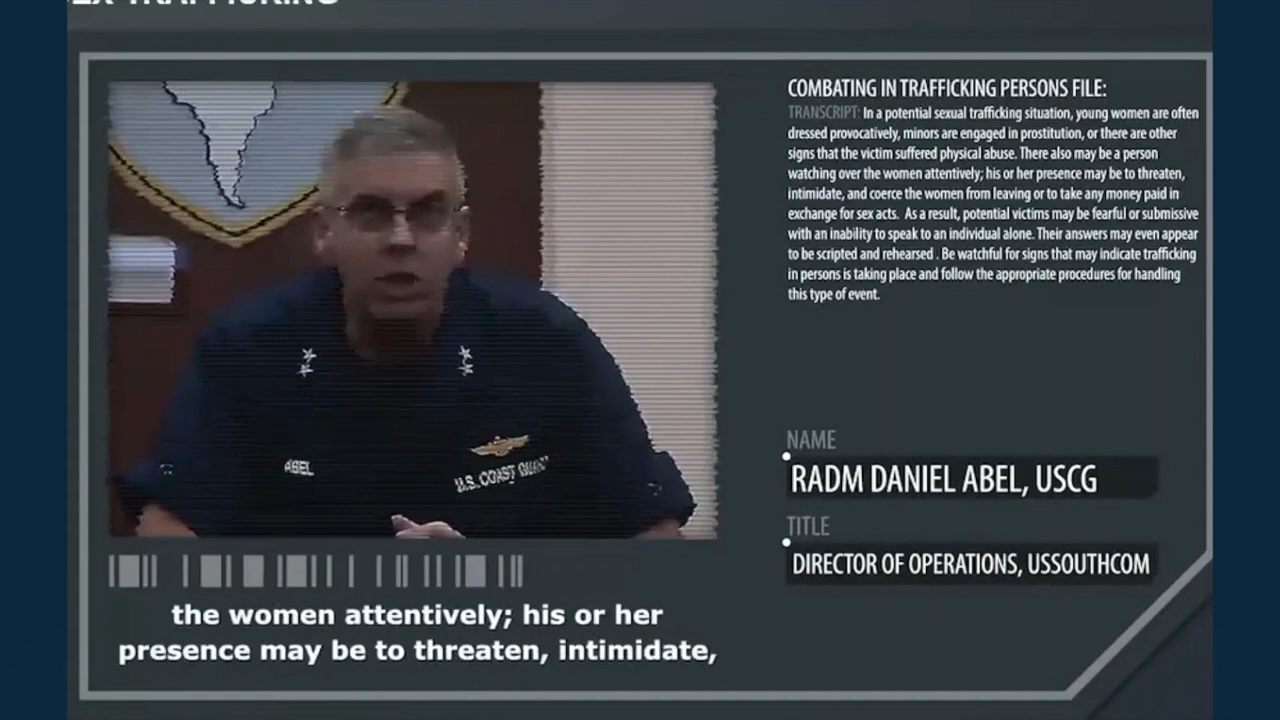 SEX TRAFFICKING
COMBATING IN TRAFFICKING PERSONS FILE:
TRANSCRIPT: In a potential sexual trafficking situation, young women are often
dressed provocatively, minors are engaged in prostitution, or there are other
signs that the victim suffered physical abuse. There also may be a person
watching over the women attentively; his or her presence may be to threaten,
intimidate, and coerce the women from leaving or to take any money paid in
exchange for sex acts. As a result, potential victims may be fearful or submissive
with an inability to speak to an individual alone. Their answers may even appear
to be scripted and rehearsed . Be watchful for signs that may indicate trafficking
in persons is taking place and follow the appropriate procedures for handling
this type of event.
ABEL
U.S. COAST GUARD
NAME
RADM DANIEL ABEL, USCG
TITLE
DIRECTOR OF OPERATIONS, USSOUTHCOM
the women attentively; his or her
presence may be to threaten, intimidate,